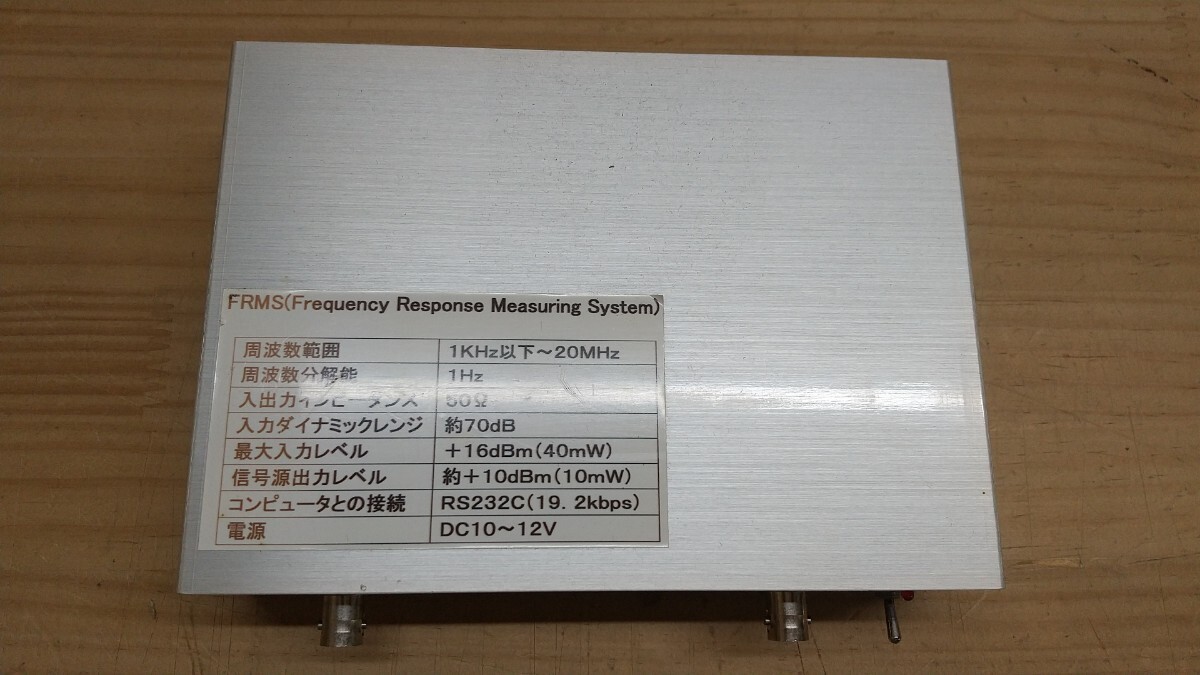 FRMS(Frequency Response Measuring System)
周波数範囲 1KHz以下～20MHz
周波数分解能 1Hz
入出力インピータンス 50Ω
入力ダイナミックレンジ 約70dB
最大入力レベル ＋16dBm(40mW)
信号源出力レベル 約＋10dBm(10mW)
コンピュータとの接続 RS232C(19. 2kbps)
電源 DC10～12V